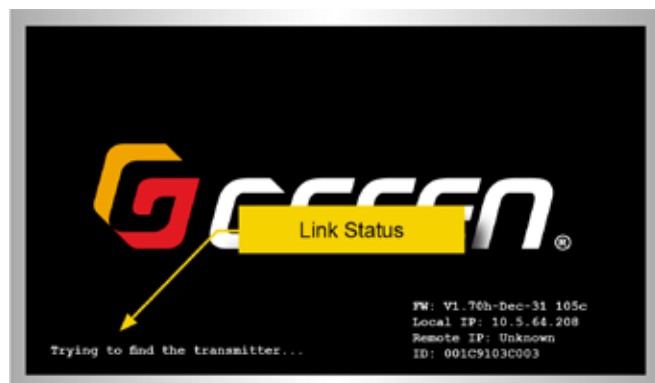 GEFEN®
Link Status
FW: V1.70h-Dec-31 105c
Local IP: 10.5.64.208
Remote IP: Unknown
Trying to find the transmitter...
ID: 001C9103C003